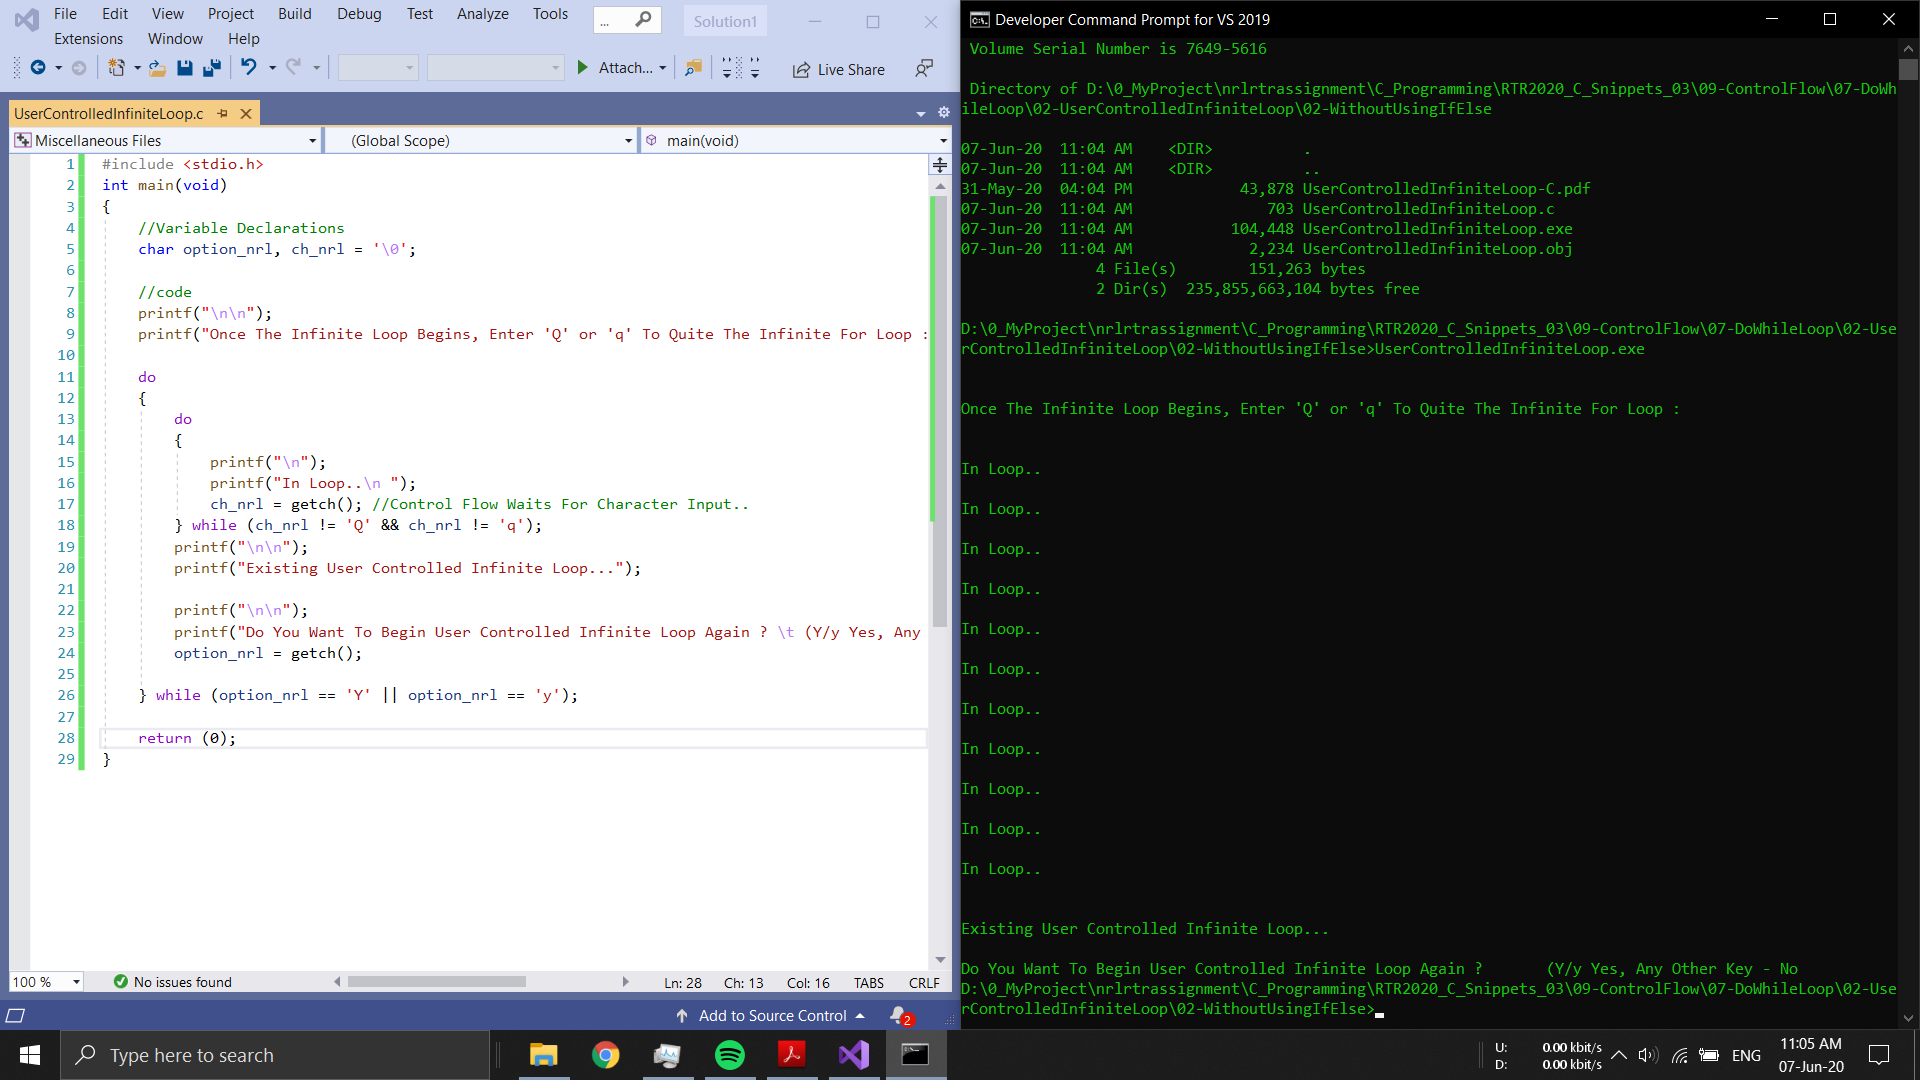 File Edit View Project Build Debug Test Analyze Tools ... Solution1
Extensions Window Help
Attach... Live Share
UserControlledInfiniteLoop.c
Miscellaneous Files (Global Scope) main(void)
1 #include <stdio.h>
2 int main(void)
3 {
4 //Variable Declarations
5 char option_nrl, ch_nrl = '\0';
6
7 //code
8 printf("\n\n");
9 printf("Once The Infinite Loop Begins, Enter 'Q' or 'q' To Quite The Infinite For Loop :
10
11 do
12 {
13 do
14 {
15 printf("\n");
16 printf("In Loop..\n ");
17 ch_nrl = getch(); //Control Flow Waits For Character Input..
18 } while (ch_nrl != 'Q' && ch_nrl != 'q');
19 printf("\n\n");
20 printf("Existing User Controlled Infinite Loop...");
21
22 printf("\n\n");
23 printf("Do You Want To Begin User Controlled Infinite Loop Again ? \t (Y/y Yes, Any
24 option_nrl = getch();
25
26 } while (option_nrl == 'Y' || option_nrl == 'y');
27
28 return (0);
29 }
100 % No issues found Ln: 28 Ch: 13 Col: 16 TABS CRLF
Add to Source Control 2
C:\. Developer Command Prompt for VS 2019
Volume Serial Number is 7649-5616
Directory of D:\0_MyProject\nrlrtrassignment\C_Programming\RTR2020_C_Snippets_03\09-ControlFlow\07-DoWh
ileLoop\02-UserControlledInfiniteLoop\02-WithoutUsingIfElse
07-Jun-20 11:04 AM <DIR> .
07-Jun-20 11:04 AM <DIR> ..
31-May-20 04:04 PM 43,878 UserControlledInfiniteLoop-C.pdf
07-Jun-20 11:04 AM 703 UserControlledInfiniteLoop.c
07-Jun-20 11:04 AM 104,448 UserControlledInfiniteLoop.exe
07-Jun-20 11:04 AM 2,234 UserControlledInfiniteLoop.obj
4 File(s) 151,263 bytes
2 Dir(s) 235,855,663,104 bytes free
D:\0_MyProject\nrlrtrassignment\C_Programming\RTR2020_C_Snippets_03\09-ControlFlow\07-DoWhileLoop\02-Use
rControlledInfiniteLoop\02-WithoutUsingIfElse>UserControlledInfiniteLoop.exe
Once The Infinite Loop Begins, Enter 'Q' or 'q' To Quite The Infinite For Loop :
In Loop..
In Loop..
In Loop..
In Loop..
In Loop..
In Loop..
In Loop..
In Loop..
In Loop..
In Loop..
In Loop..
Existing User Controlled Infinite Loop...
Do You Want To Begin User Controlled Infinite Loop Again ? (Y/y Yes, Any Other Key - No
D:\0_MyProject\nrlrtrassignment\C_Programming\RTR2020_C_Snippets_03\09-ControlFlow\07-DoWhileLoop\02-Use
rControlledInfiniteLoop\02-WithoutUsingIfElse>
Type here to search
U: 0.00 kbit/s
D: 0.00 kbit/s
ENG
11:05 AM
07-Jun-20